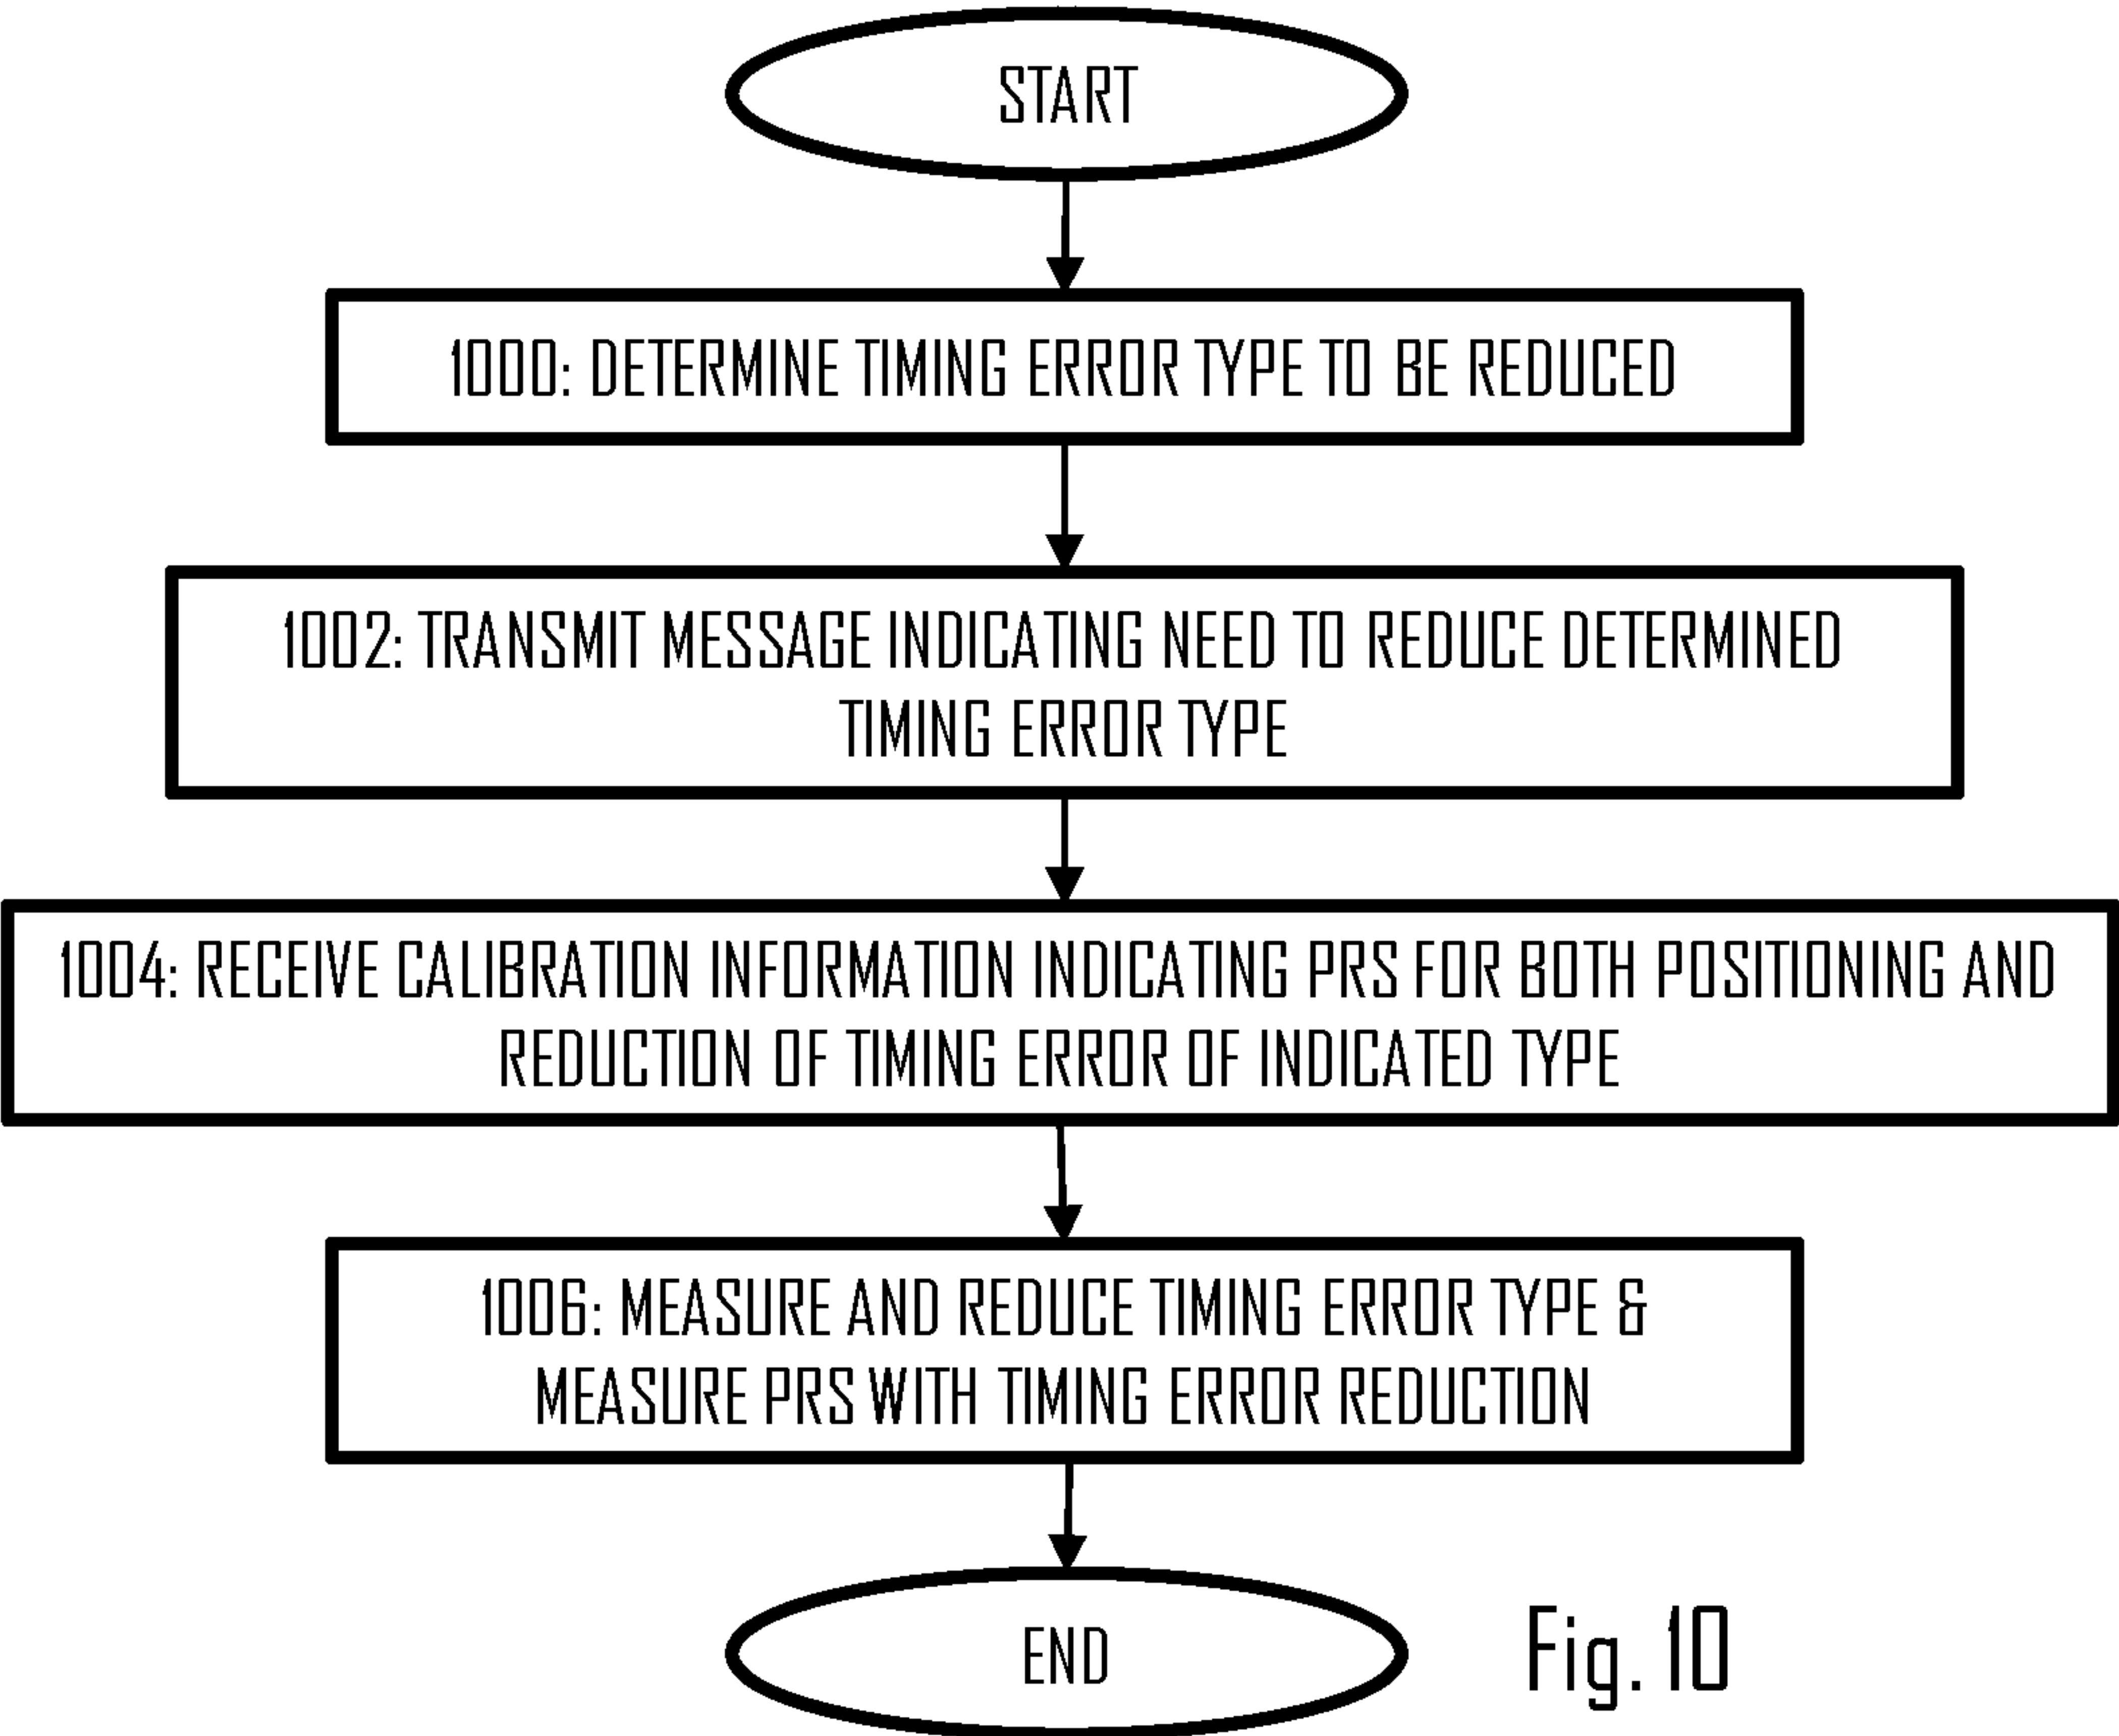 START
1000: DETERMINE TIMING ERROR TYPE TO BE REDUCED
1002: TRANSMIT MESSAGE INDICATING NEED TO REDUCE DETERMINED
TIMING ERROR TYPE
1004: RECEIVE CALIBRATION INFORMATION INDICATING PRS FOR BOTH POSITIONING AND
REDUCTION OF TIMING ERROR OF INDICATED TYPE
1006: MEASURE AND REDUCE TIMING ERROR TYPE &
MEASURE PRS WITH TIMING ERROR REDUCTION
END
Fig. 10